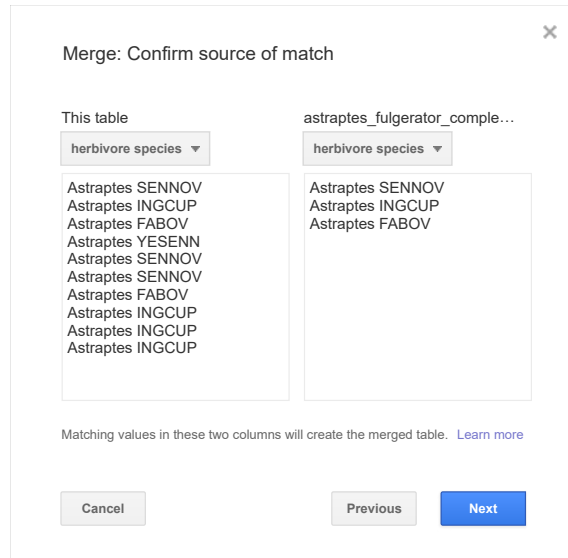 Merge: Confirm source of match
This table
herbivore species
Astraptes SENNOV
Astraptes INGCUP
Astraptes FABOV
Astraptes YESENN
Astraptes SENNOV
Astraptes SENNOV
Astraptes FABOV
Astraptes INGCUP
Astraptes INGCUP
Astraptes INGCUP
astraptes_fulgerator_comple…
herbivore species
Astraptes SENNOV
Astraptes INGCUP
Astraptes FABOV
Matching values in these two columns will create the merged table. Learn more
Cancel
Previous
Next